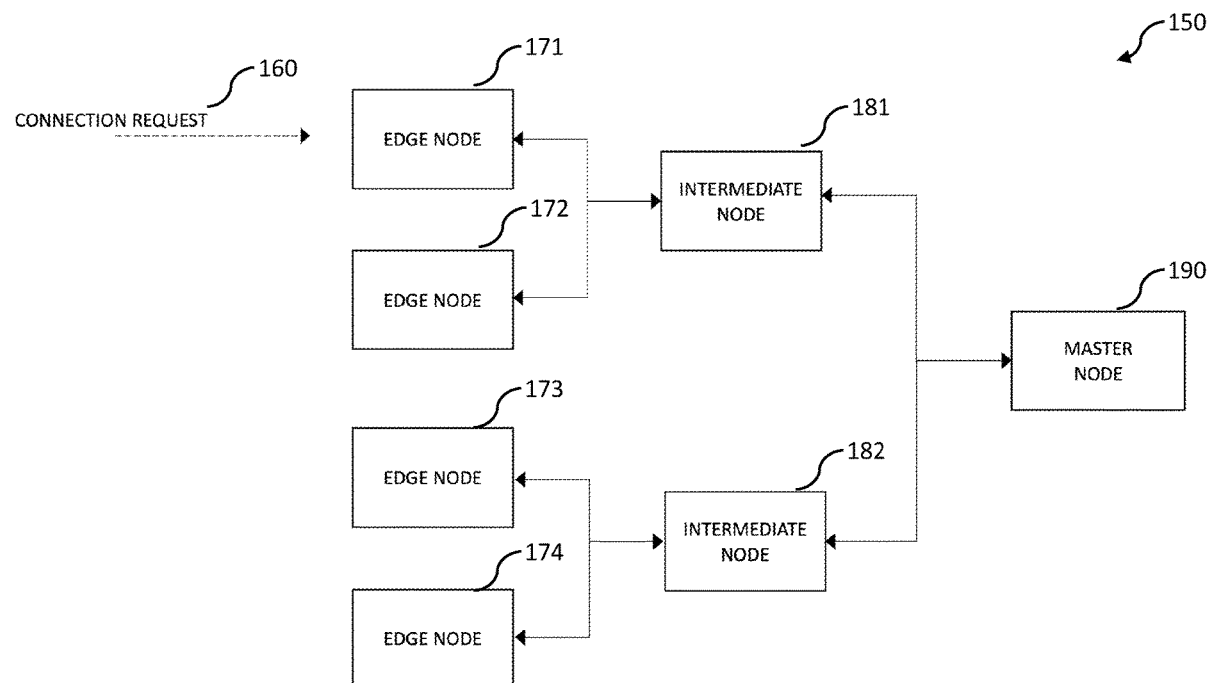 150
171
160
CONNECTION REQUEST
EDGE NODE
181
INTERMEDIATE
NODE
172
EDGE NODE
190
MASTER
NODE
173
EDGE NODE
182
INTERMEDIATE
NODE
174
EDGE NODE